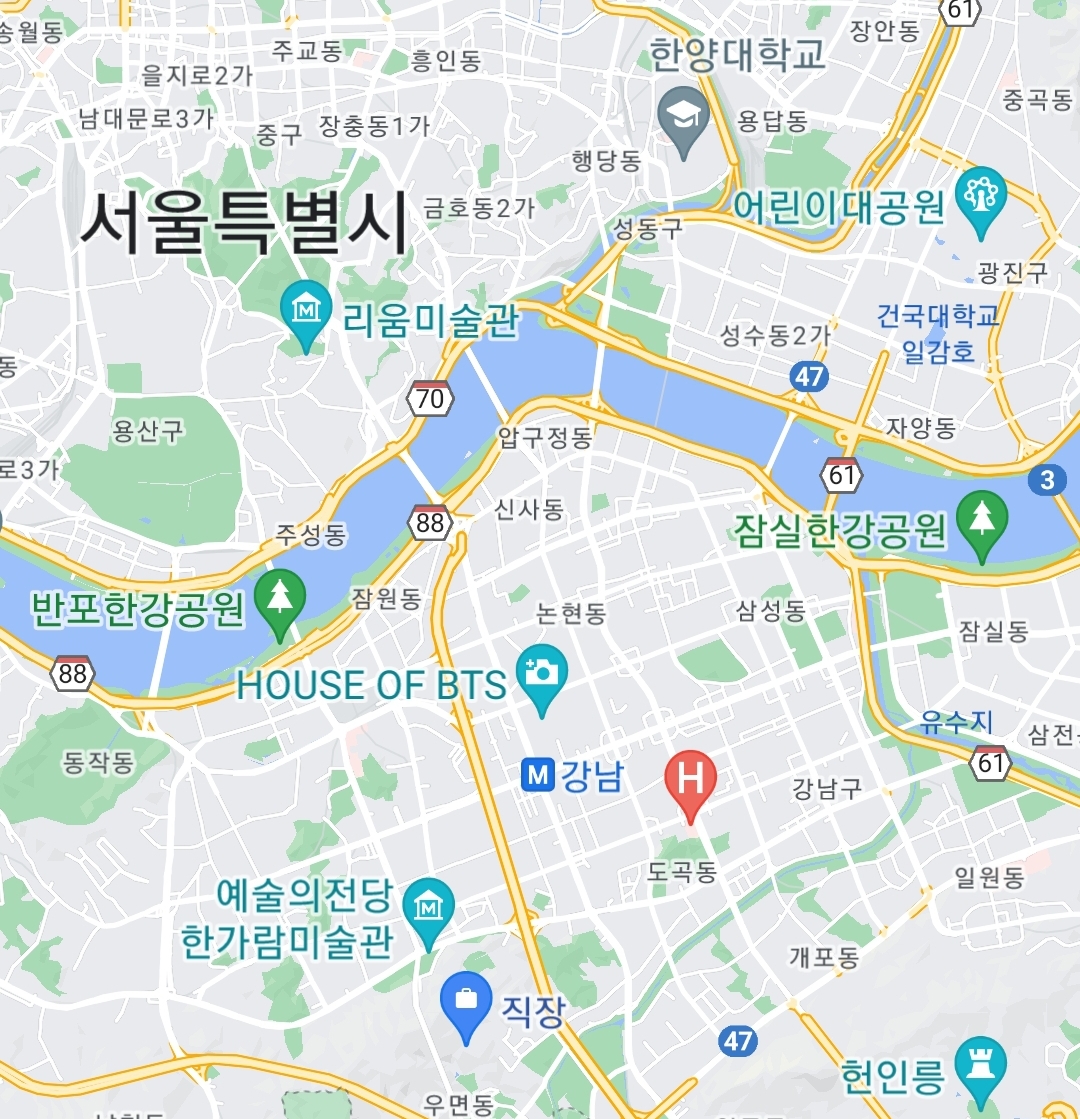 61
송월동
주교동
흥인동
장안동
한양대학교
을지로2가
중곡동
남대문로3가
중구
장충동1가
용답동
행당동
서울특별시
금호동2가
어린이대공원
성동구
광진구
리움미술관
건국대학교
일감호
성수동2가
동
47
70
용산구
압구정동
자양동
로3가
61
3
88
신사동
주성동
잠실한강공원
반포한강공원
잠원동
논현동
삼성동
잠실동
88
HOUSE OF BTS
유수지
동작동
61
M 강남
H
강남구
도곡동
일원동
예술의전당
한가람미술관
개포동
직장
47
헌인릉
우면동